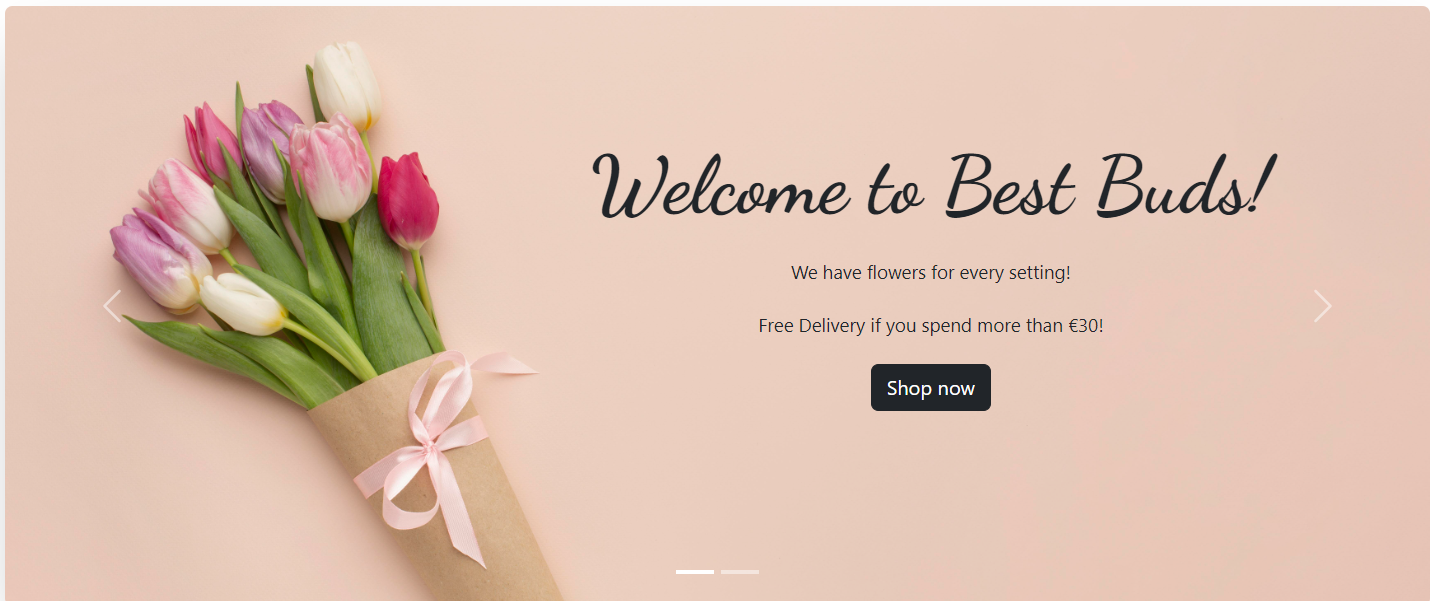 Welcome to Best Buds!
We have flowers for every setting!
Free Delivery if you spend more than €30!
Shop now